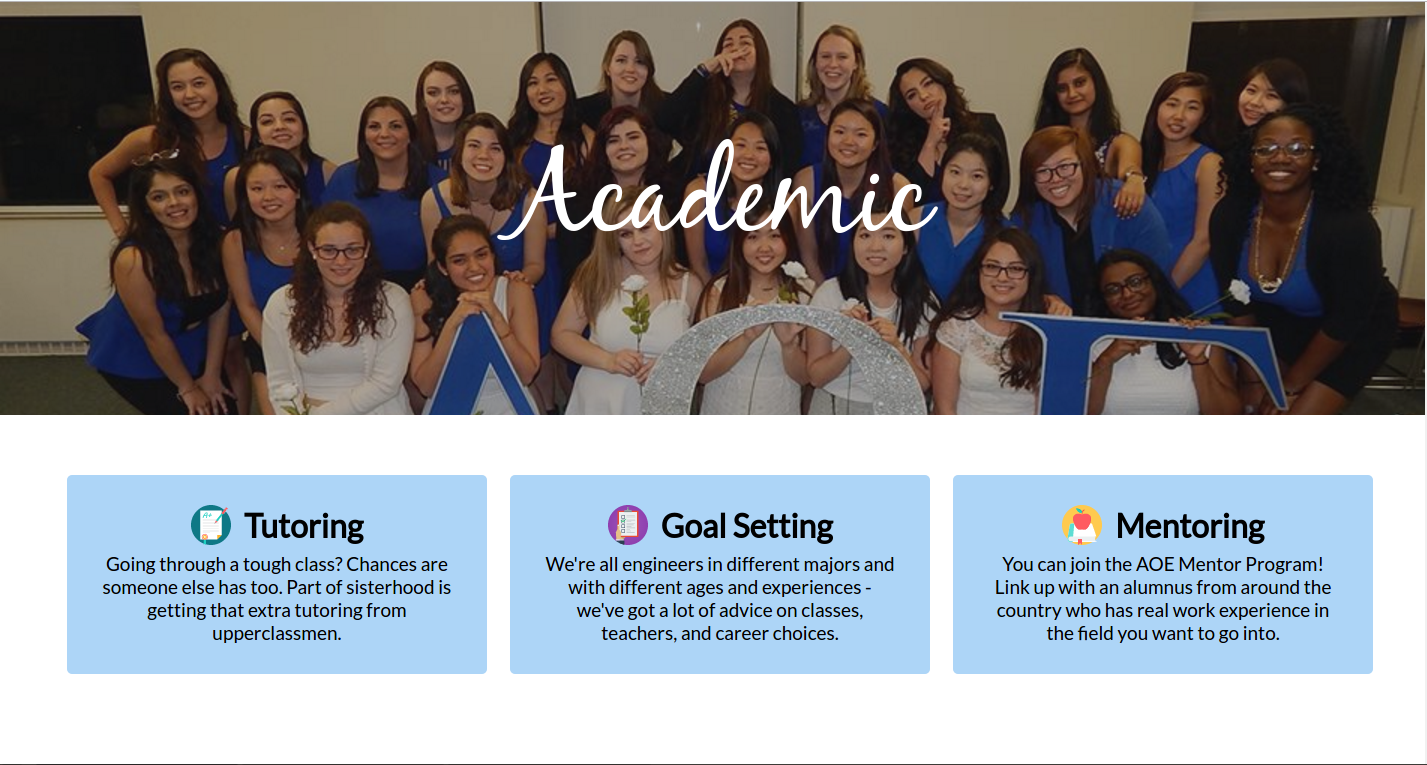 Academic
Tutoring
Going through a tough class? Chances are
someone else has too. Part of sisterhood is
getting that extra tutoring from
upperclassmen.
Goal Setting
We're all engineers in different majors and
with different ages and experiences -
we've got a lot of advice on classes,
teachers, and career choices.
Mentoring
You can join the AOE Mentor Program!
Link up with an alumnus from around the
country who has real work experience in
the field you want to go into.